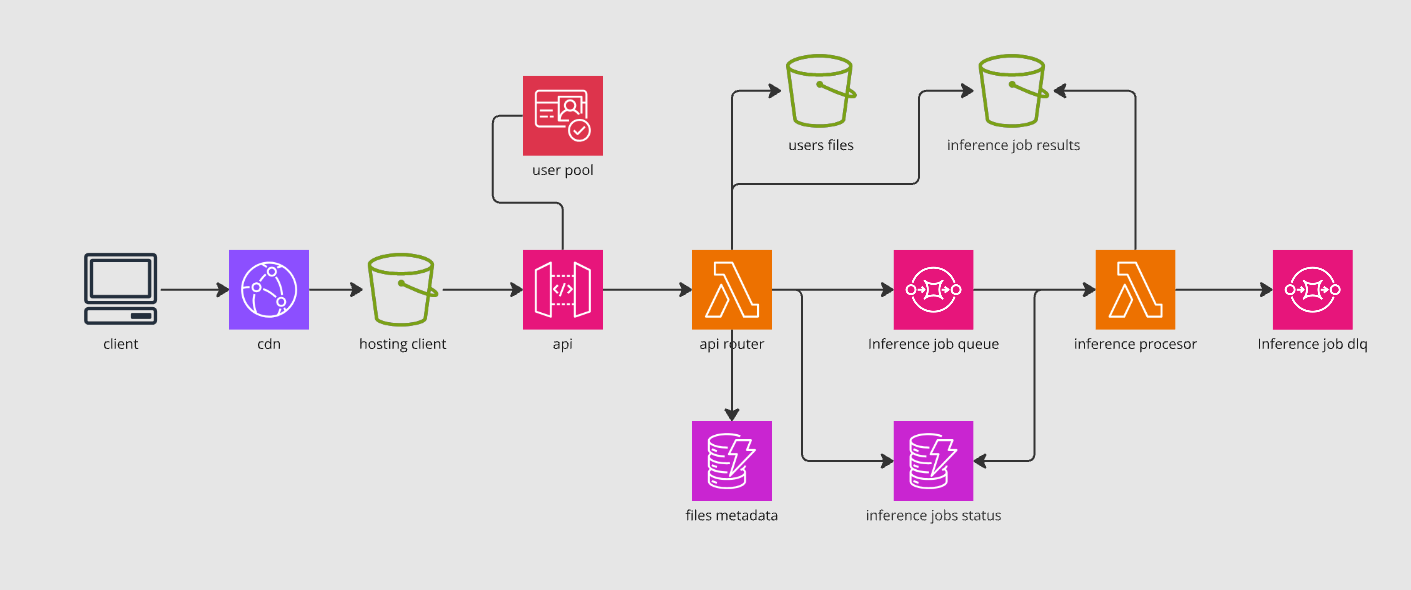 users files
inference job results
user pool
client
cdn
hosting client
api
api router
Inference job queue
inference procesor
Inference job dlq
files metadata
inference jobs status